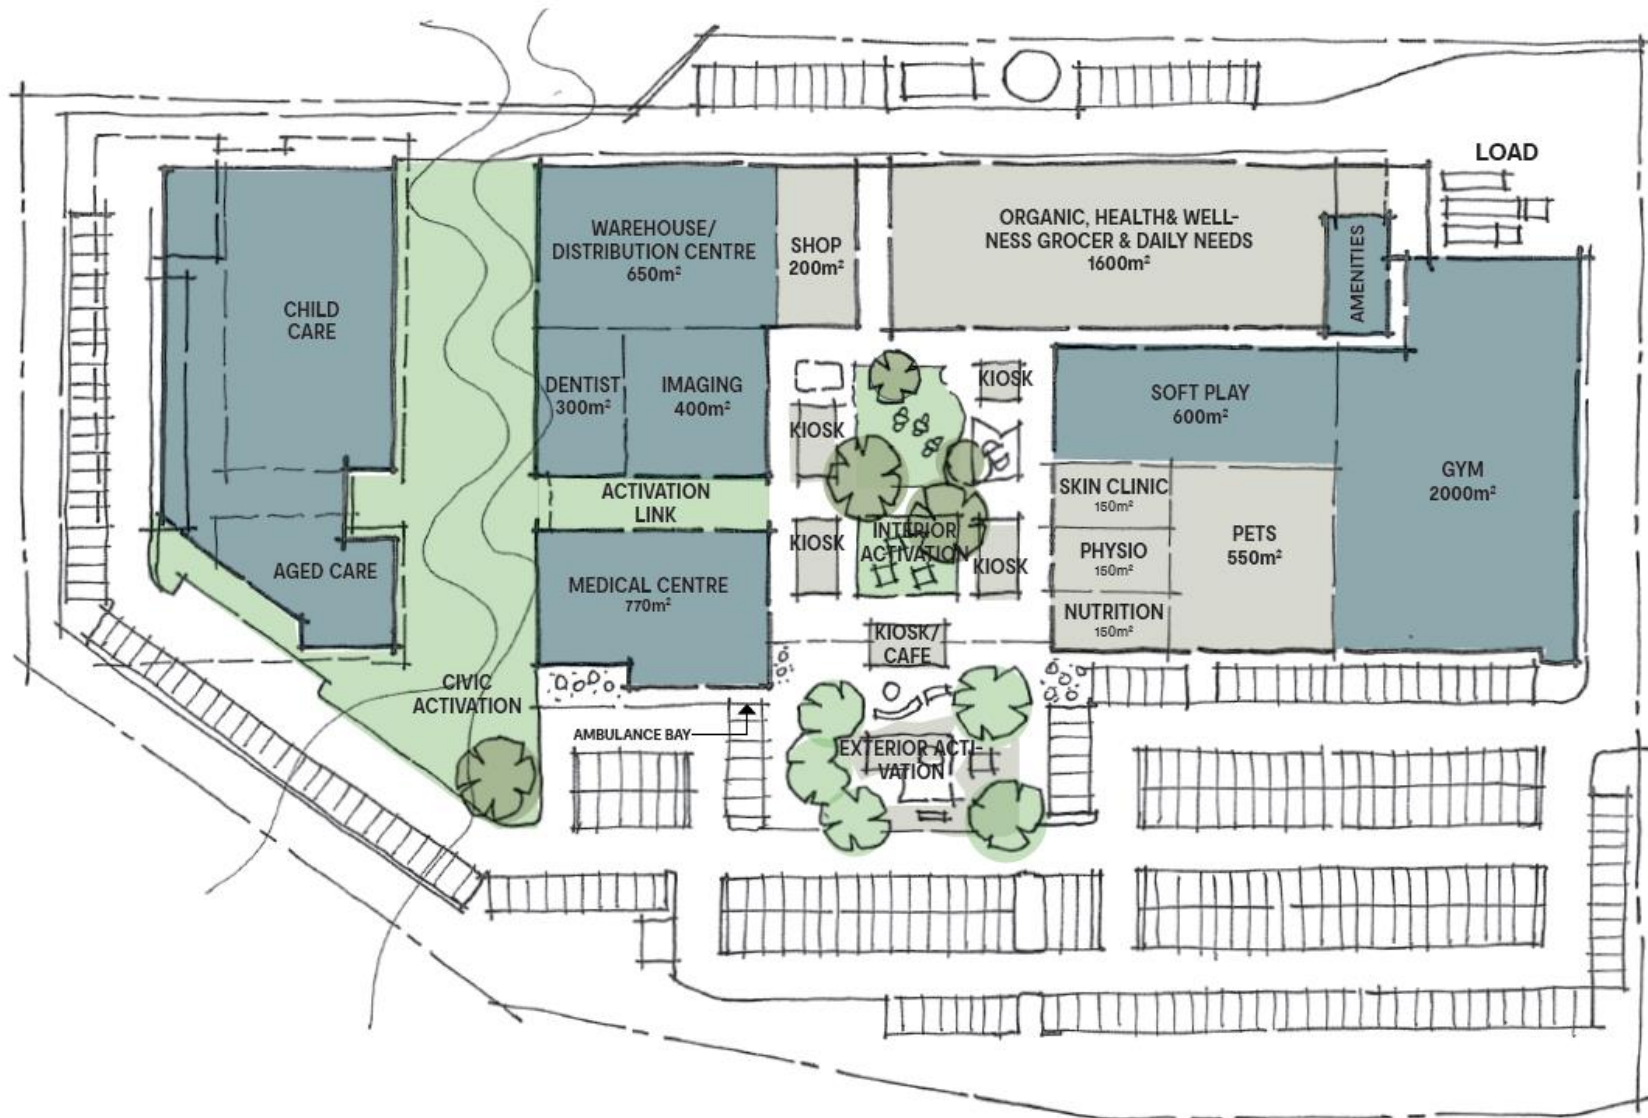 LOAD
WAREHOUSE/
DISTRIBUTION CENTRE
650m²
SHOP
200m²
ORGANIC, HEALTH& WELL-
NESS GROCER & DAILY NEEDS
1600m²
AMENITIES
CHILD
CARE
DENTIST
300m²
IMAGING
400m²
KIOSK
KIOSK
SOFT PLAY
600m²
GYM
2000m²
ACTIVATION
LINK
SKIN CLINIC
150m²
PHYSIO
150m²
NUTRITION
150m²
PETS
550m²
KIOSK
INTERIOR
ACTIVATION
KIOSK
AGED CARE
MEDICAL CENTRE
770m²
KIOSK/
CAFE
CIVIC
ACTIVATION
AMBULANCE BAY
EXTERIOR ACTI-
VATION